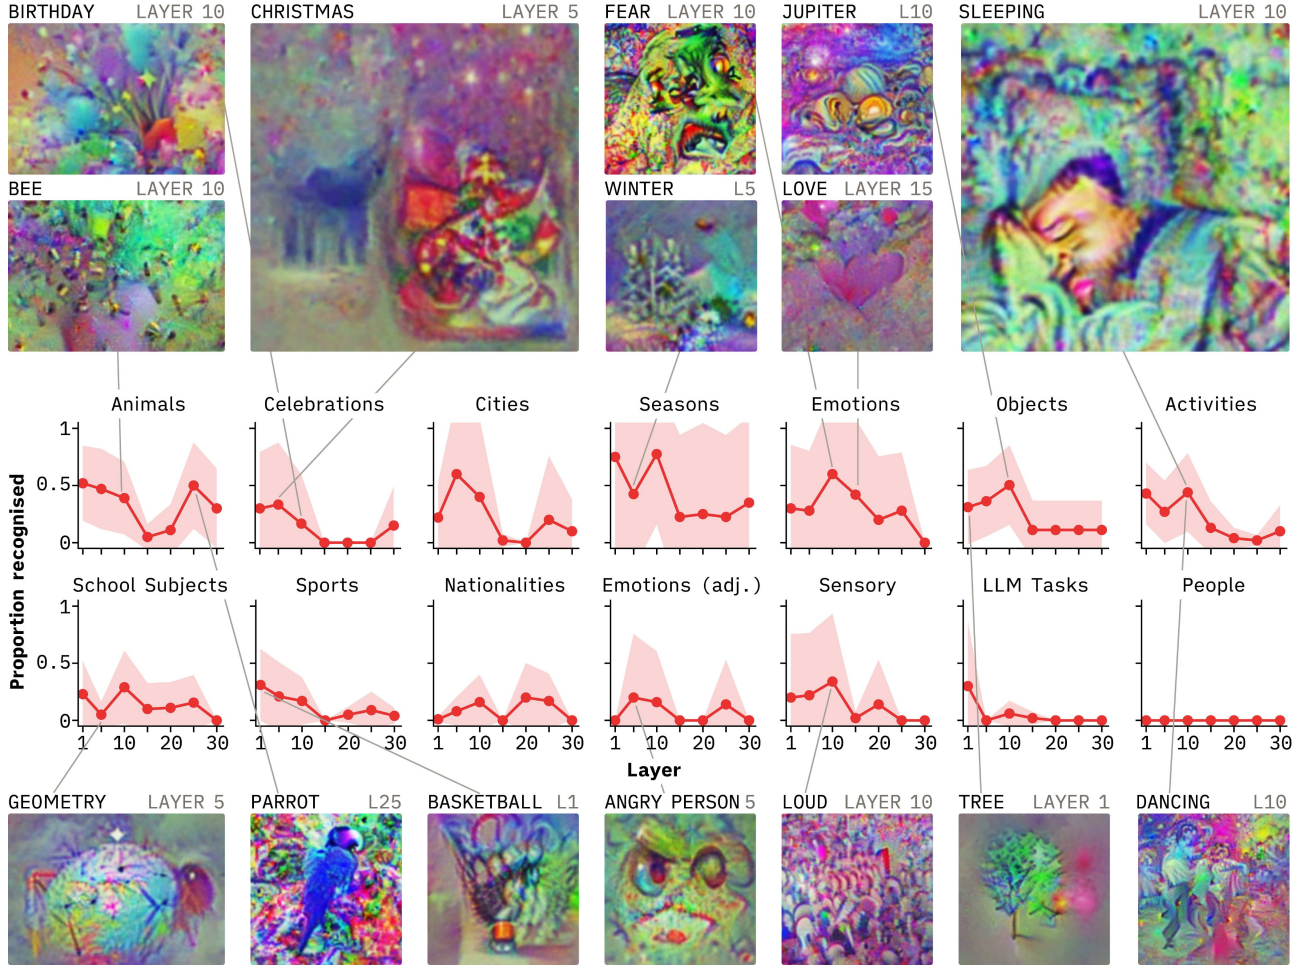 BIRTHDAY LAYER 10 CHRISTMAS LAYER 5 FEAR LAYER 10 JUPITER L10 SLEEPING LAYER 10
BEE LAYER 10 WINTER L5 LOVE LAYER 15
Animals Celebrations Cities Seasons Emotions Objects Activities
1
0.5
0
Proportion recognised
School Subjects Sports Nationalities Emotions (adj.) Sensory LLM Tasks People
1
0.5
0
1 10 20 30 1 10 20 30 1 10 20 30 1 10 20 30 1 10 20 30 1 10 20 30 1 10 20 30
Layer
GEOMETRY LAYER 5 PARROT L25 BASKETBALL L1 ANGRY PERSON 5 LOUD LAYER 10 TREE LAYER 1 DANCING L10